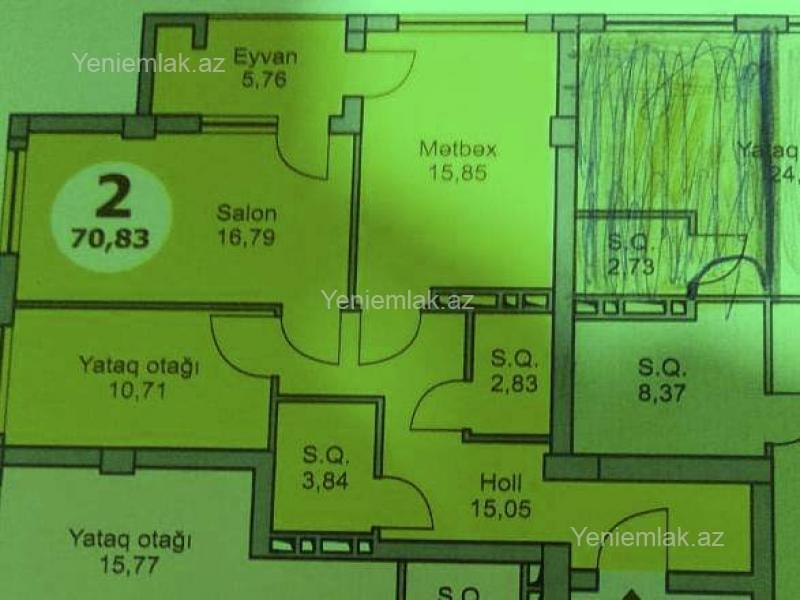 Yeniemlak.az
Eyvan
5,76
Mətbəx
15,85
Yataq
24,
2
70,83
Salon
16,79
S.Q.
2,73
Yeniemlak.az
Yataq otağı
10,71
S.Q.
2,83
S.Q.
8,37
S.Q.
3,84
Holl
15,05
Yataq otağı
15,77
Yeniemlak.az
S.Q.